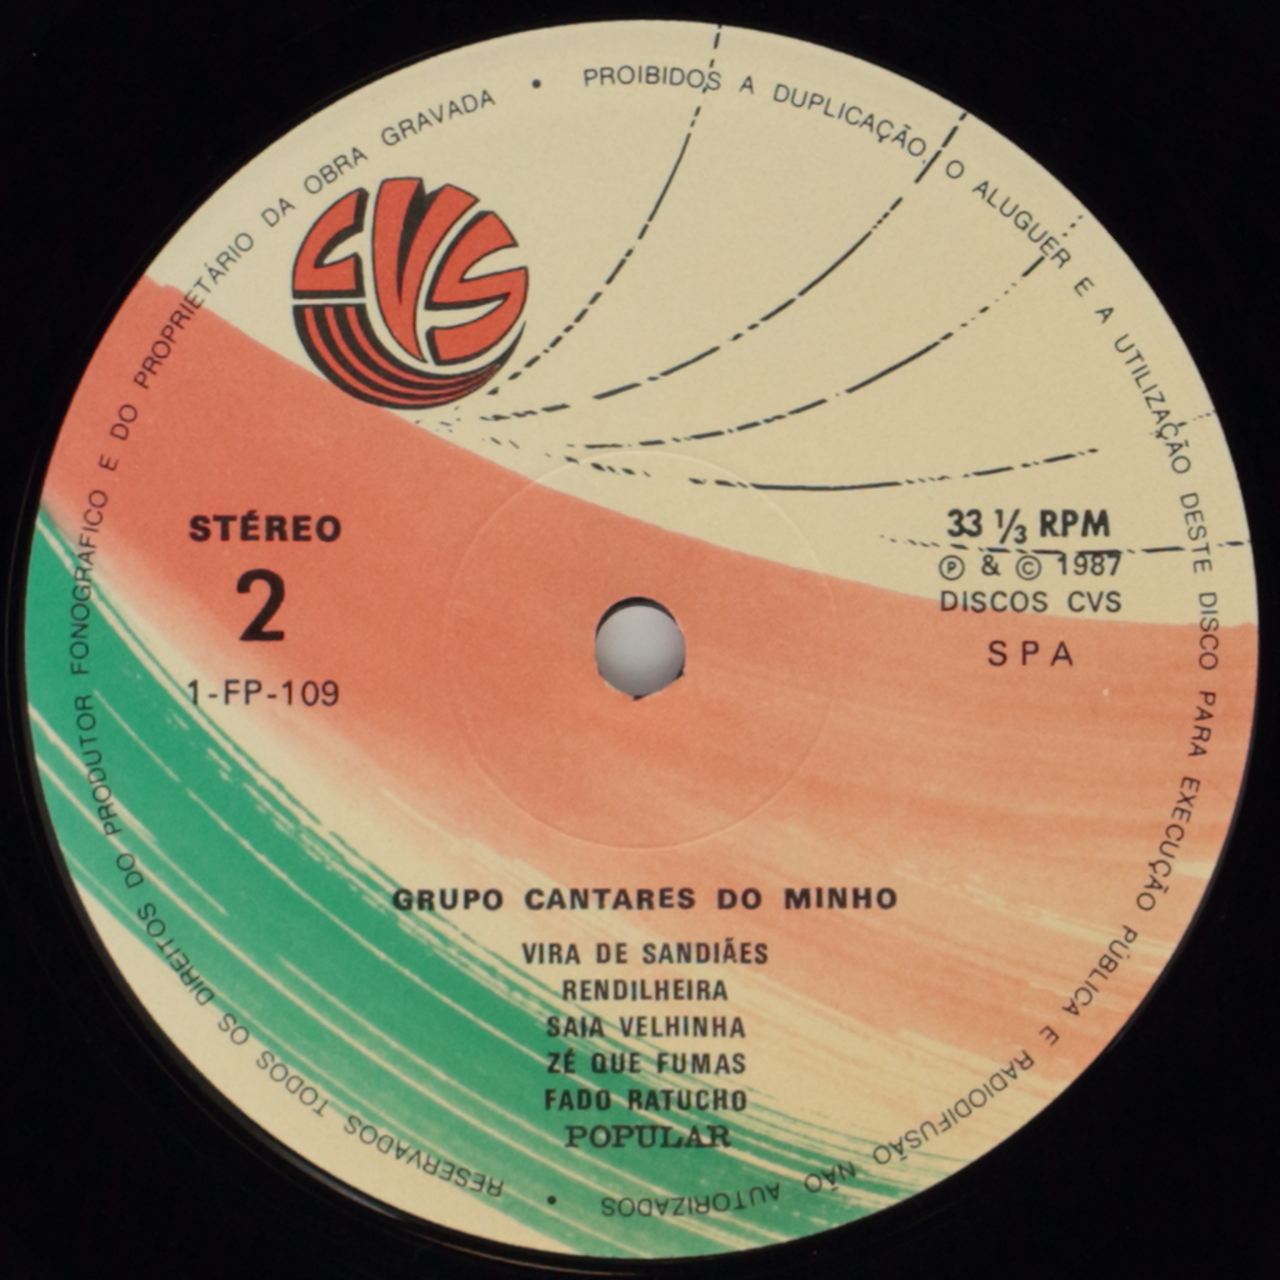 RESERVADOS TODOS OS DIREITOS DO PRODUTOR FONOGRÁFICO E DO PROPRIETÁRIO DA OBRA GRAVADA • PROIBIDOS A DUPLICAÇÃO, O ALUGUER E A UTILIZAÇÃO DESTE DISCO PARA EXECUÇÃO PÚBLICA E RADIODIFUSÃO NÃO AUTORIZADOS •
CVS
STÉREO
2
1-FP-109
33 ⅓ RPM
Ⓟ & © 1987
DISCOS CVS
SPA
GRUPO CANTARES DO MINHO
VIRA DE SANDIÃES
RENDILHEIRA
SAIA VELHINHA
ZÉ QUE FUMAS
FADO RATUCHO
POPULAR